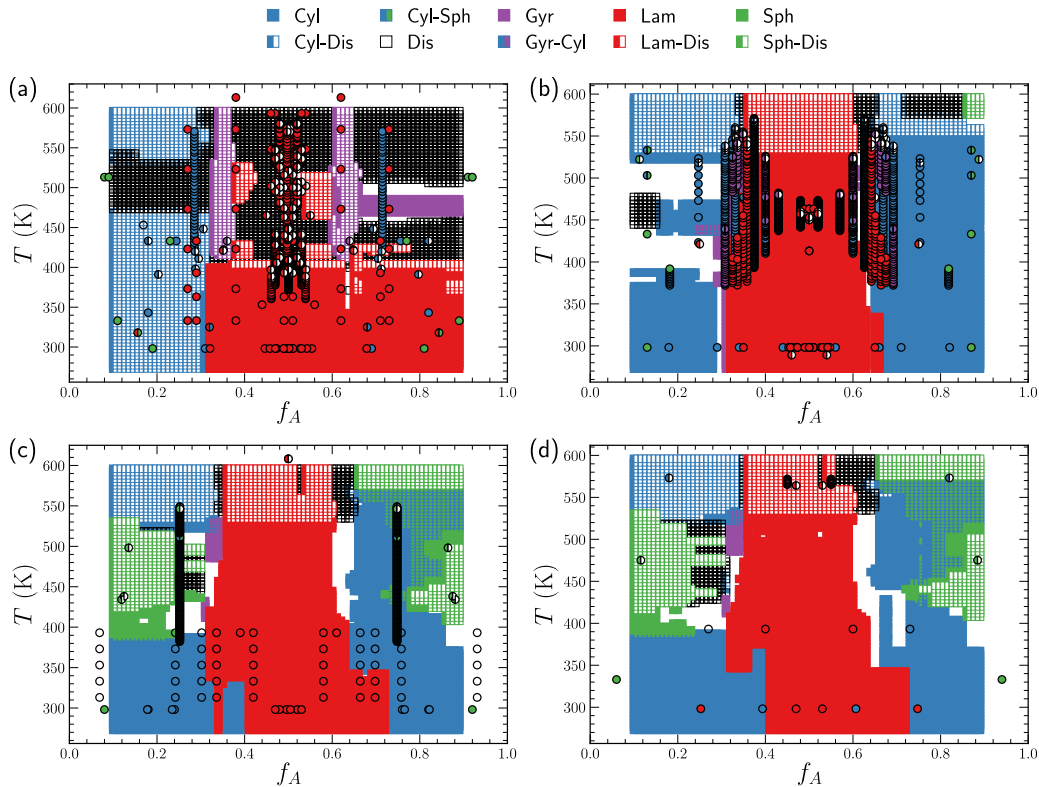 Cyl Cyl-Sph Gyr Lam Sph
Cyl-Dis Dis Gyr-Cyl Lam-Dis Sph-Dis
(a) (b)
600 600
550 550
500 500
450 450
400 400
350 350
300 300
T (K) T (K)
0.0 0.2 0.4 0.6 0.8 1.0 0.0 0.2 0.4 0.6 0.8 1.0
f_A f_A
(c) (d)
600 600
550 550
500 500
450 450
400 400
350 350
300 300
T (K) T (K)
0.0 0.2 0.4 0.6 0.8 1.0 0.0 0.2 0.4 0.6 0.8 1.0
f_A f_A